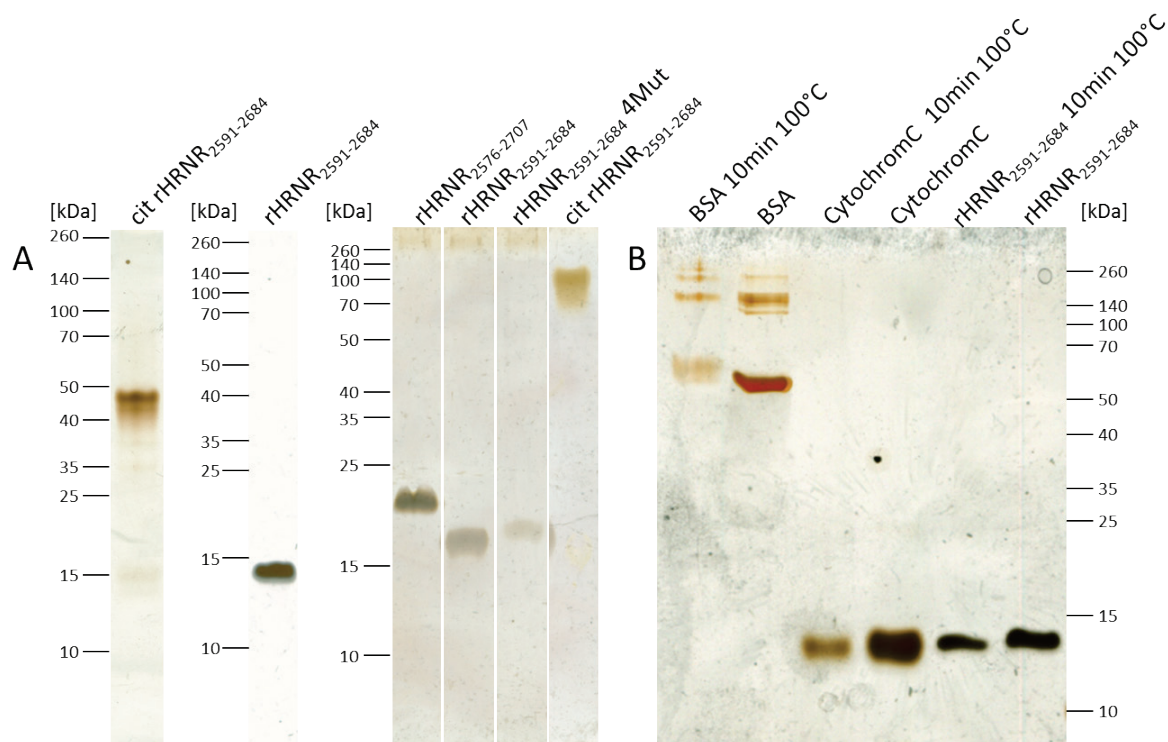 A
[kDa]
cit rHRNR2591-2684
260
140
100
70
50
40
35
25
15
10
[kDa]
rHRNR2591-2684
260
140
100
70
50
40
35
25
15
10
[kDa]
rHRNR2576-2707
rHRNR2591-2684
rHRNR2591-2684 4Mut
cit rHRNR2591-2684
260
140
100
70
50
40
35
25
15
10
B
BSA 10min 100°C
BSA
CytochromC 10min 100°C
CytochromC
rHRNR2591-2684 10min 100°C
rHRNR2591-2684
[kDa]
260
140
100
70
50
40
35
25
15
10